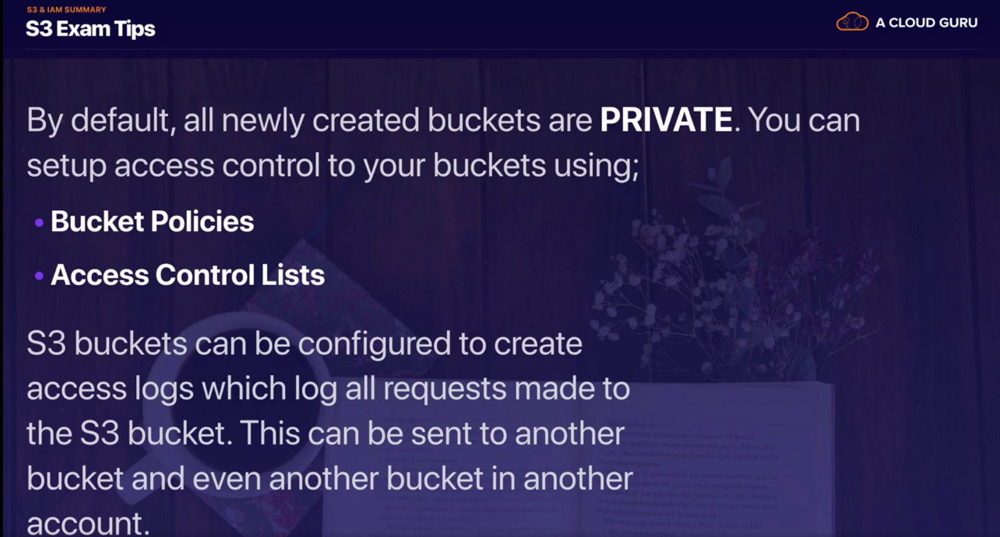 S3 & IAM SUMMARY
S3 Exam Tips
A CLOUD GURU
By default, all newly created buckets are PRIVATE. You can
setup access control to your buckets using;
• Bucket Policies
• Access Control Lists
S3 buckets can be configured to create
access logs which log all requests made to
the S3 bucket. This can be sent to another
bucket and even another bucket in another
account.